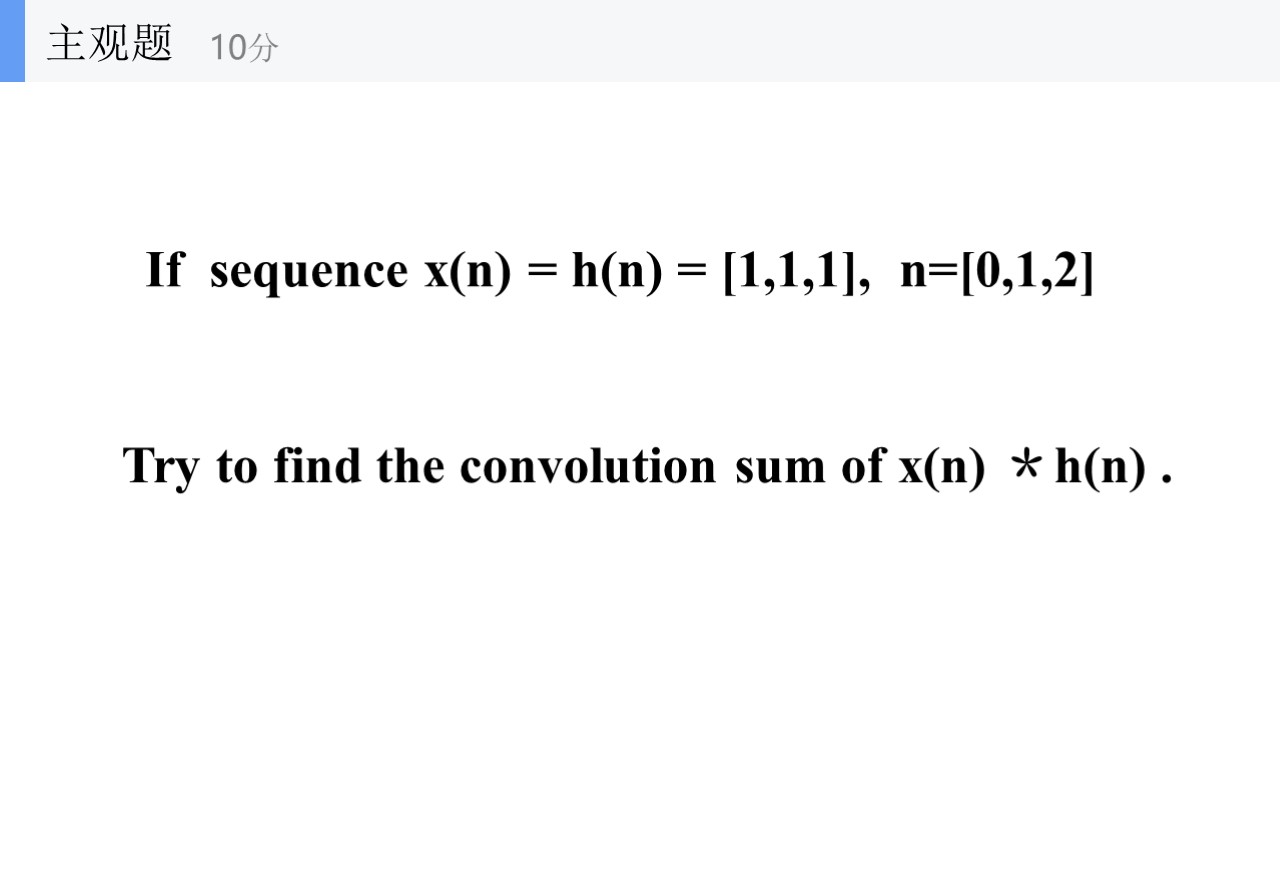 主观题 10分
If sequence x(n) = h(n) = [1,1,1], n=[0,1,2]
Try to find the convolution sum of x(n) * h(n) .